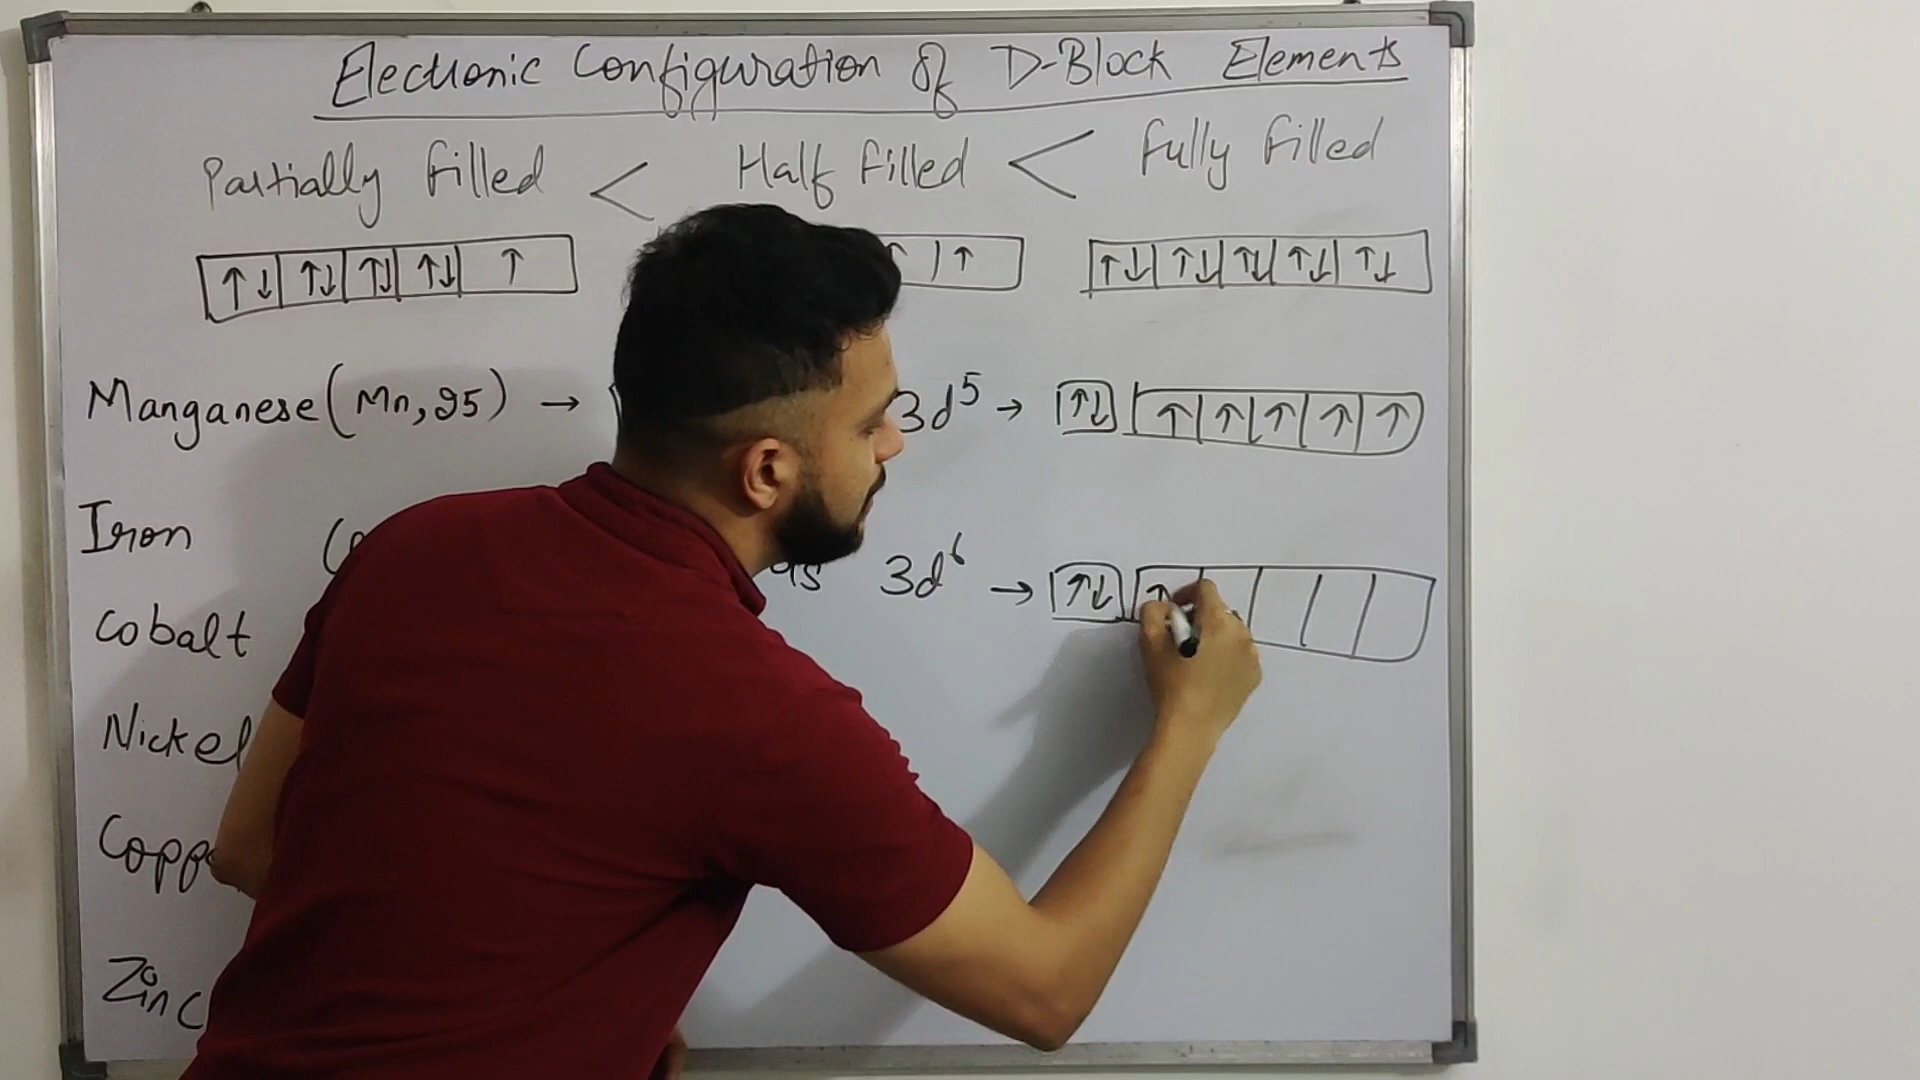 Electronic Configuration Of D-Block Elements
Partially Filled < Half Filled < Fully Filled
↑↓ ↑↓ ↑↓ ↑↓ ↑ ↑ ↑↓ ↑↓ ↑↓ ↑↓ ↑↓
Manganese (Mn, 25) → 3d⁵ → ↑↓ ↑ ↑ ↑ ↑ ↑
Iron 3d⁶ → ↑↓ ↑
Cobalt
Nickel
Zinc